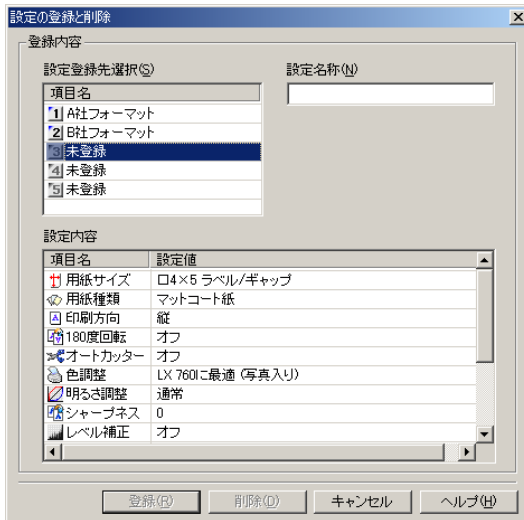 設定の登録と削除
登録内容
設定登録先選択(S)
設定名称(N)
項目名
1 A社フォーマット
2 B社フォーマット
3 未登録
4 未登録
5 未登録
設定内容
項目名 設定値
用紙サイズ ロ4×5 ラベル/ギャップ
用紙種類 マットコート紙
印刷方向 縦
180度回転 オフ
オートカッター オフ
色調整 LX 760に最適 (写真入り)
明るさ調整 通常
シャープネス 0
レベル補正 オフ
登録(R) 削除(D) キャンセル ヘルプ(H)